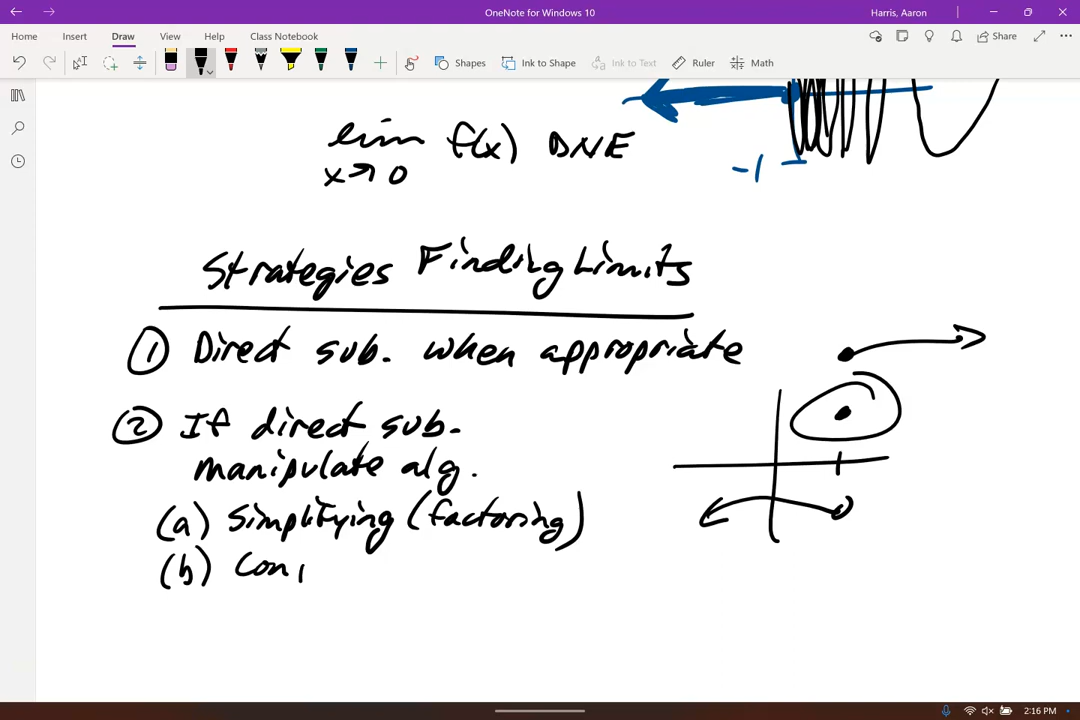 OneNote for Windows 10
Harris, Aaron
Home Insert Draw View Help Class Notebook
Share
Shapes Ink to Shape Ink to Text Ruler Math
lim f(x) DNE
x→0
-1
Strategies Finding Limits
① Direct sub. when appropriate
② If direct sub.
manipulate alg.
(a) Simplifying (factoring)
(b) Con
2:16 PM